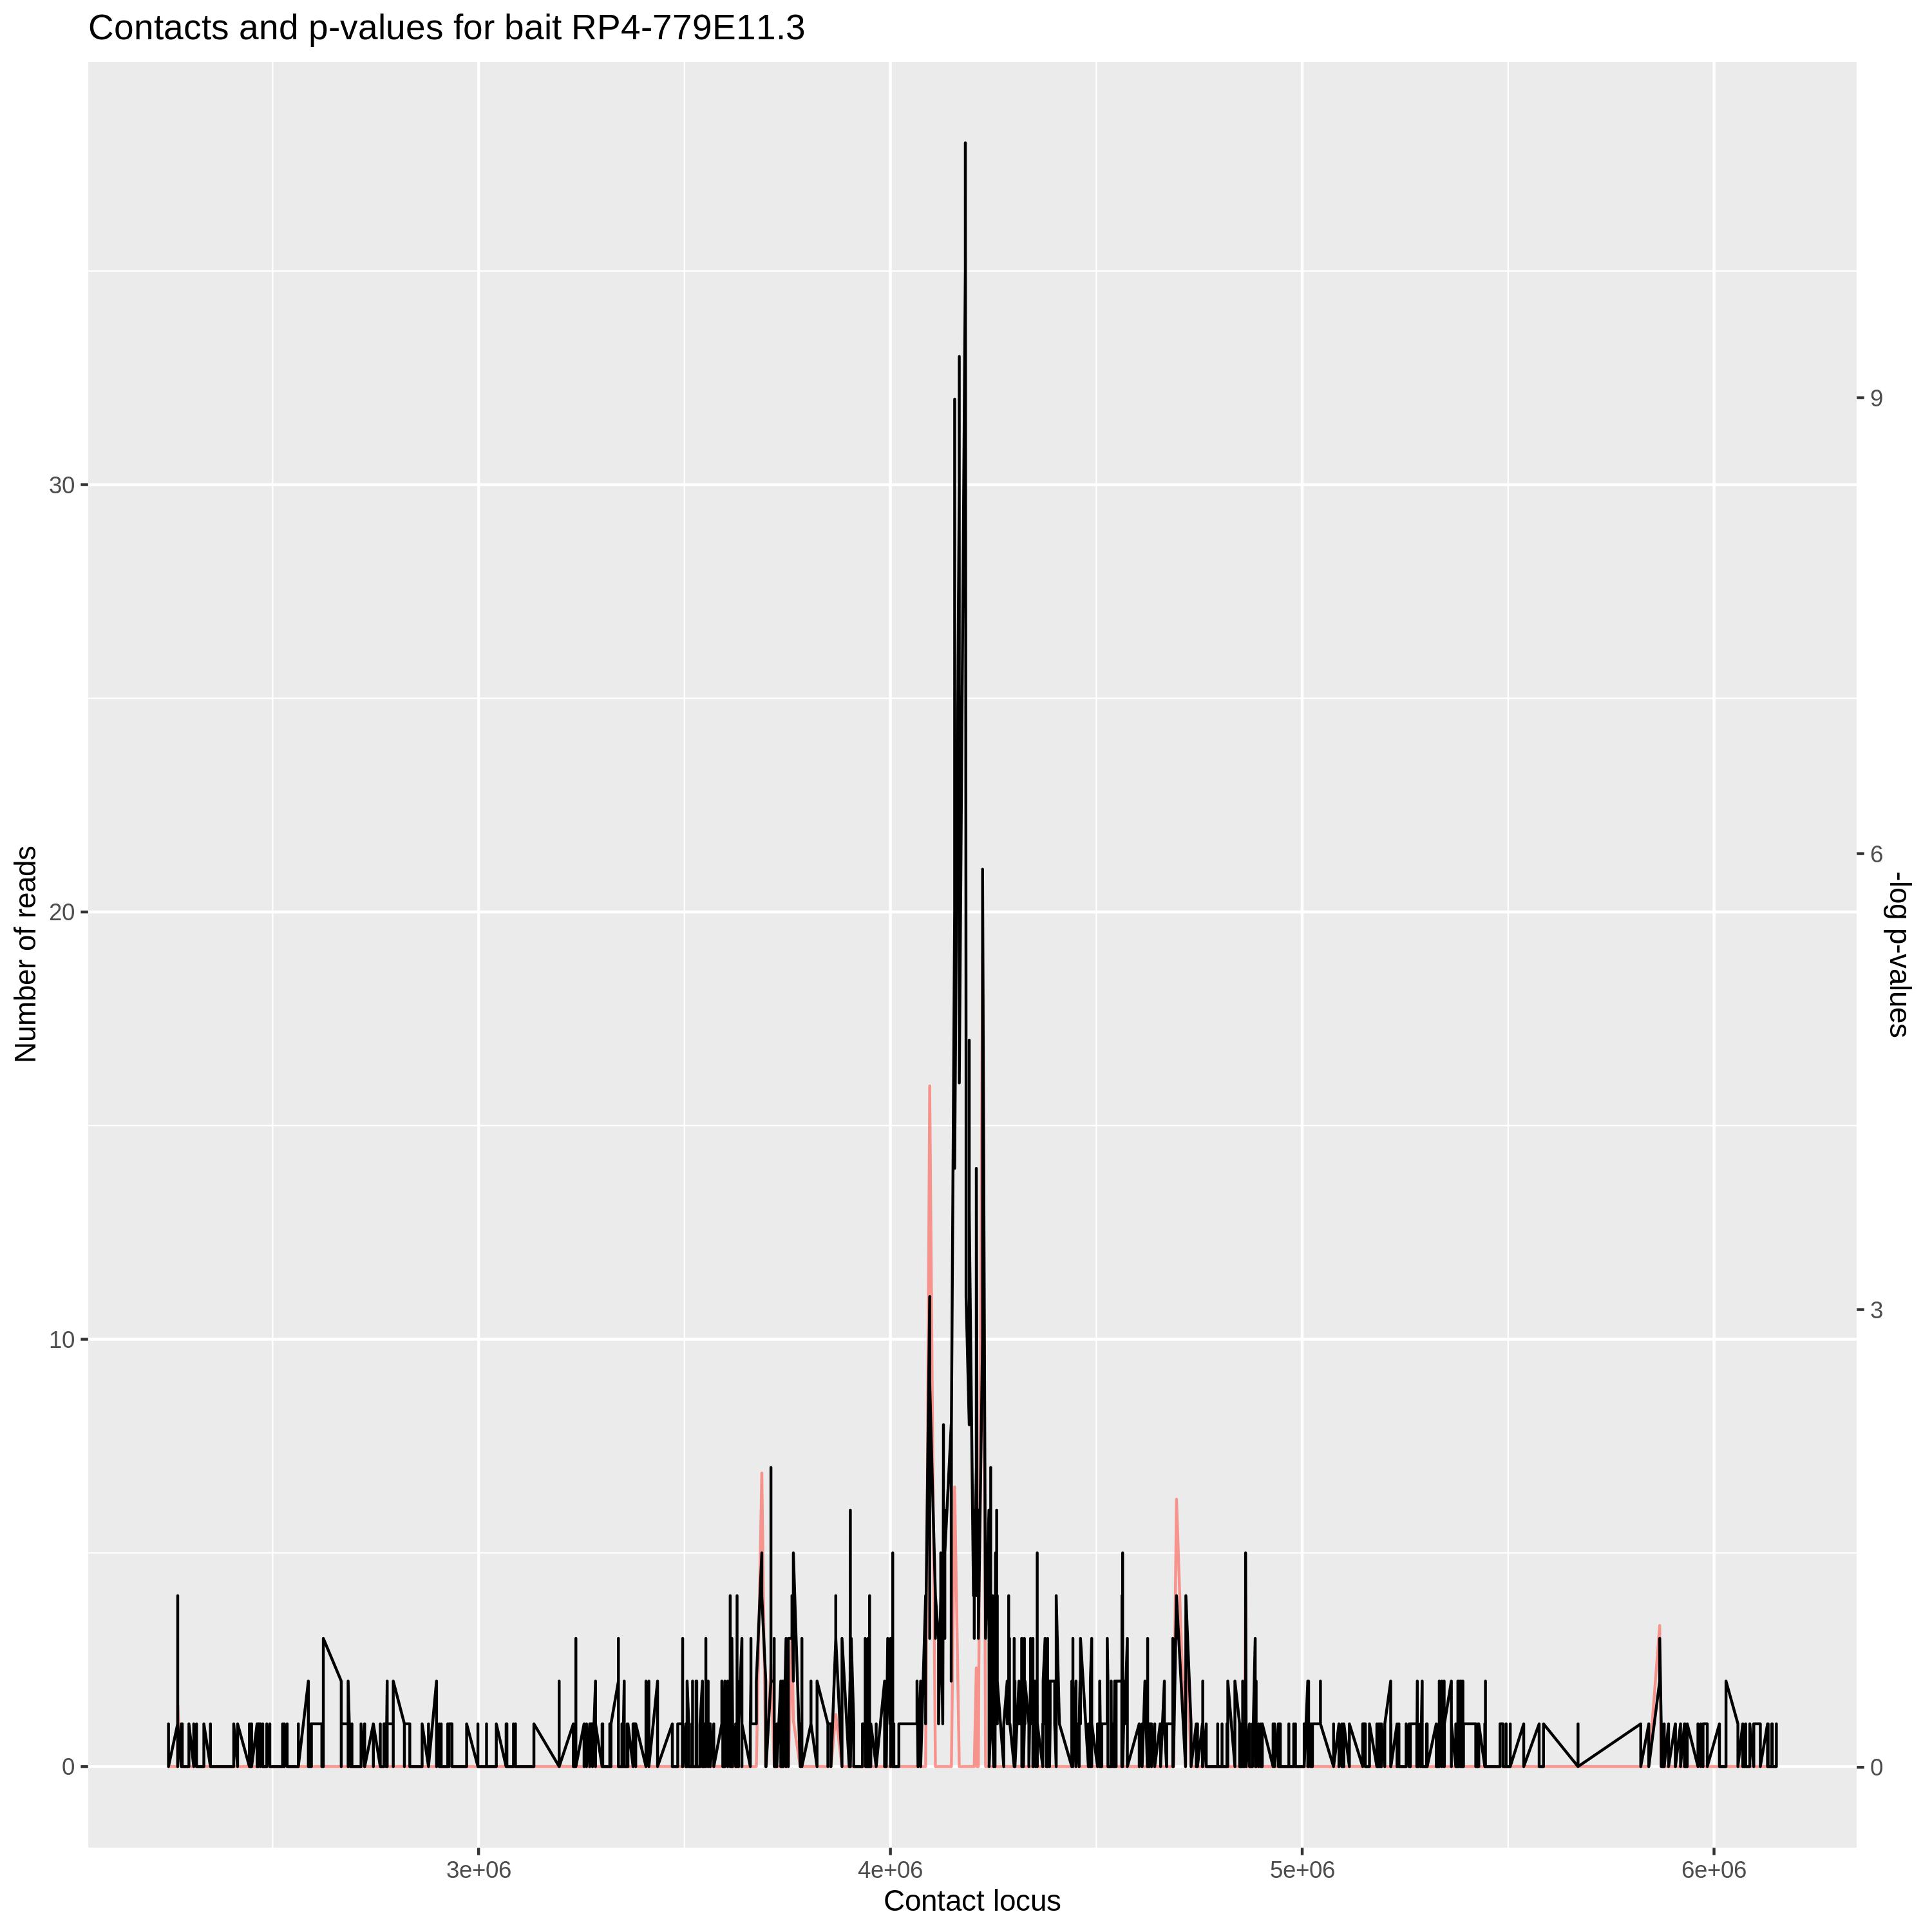 Contacts and p-values for bait RP4-779E11.3
30
20
10
0
9
6
3
0
Number of reads
-log p-values
3e+06
4e+06
5e+06
6e+06
Contact locus